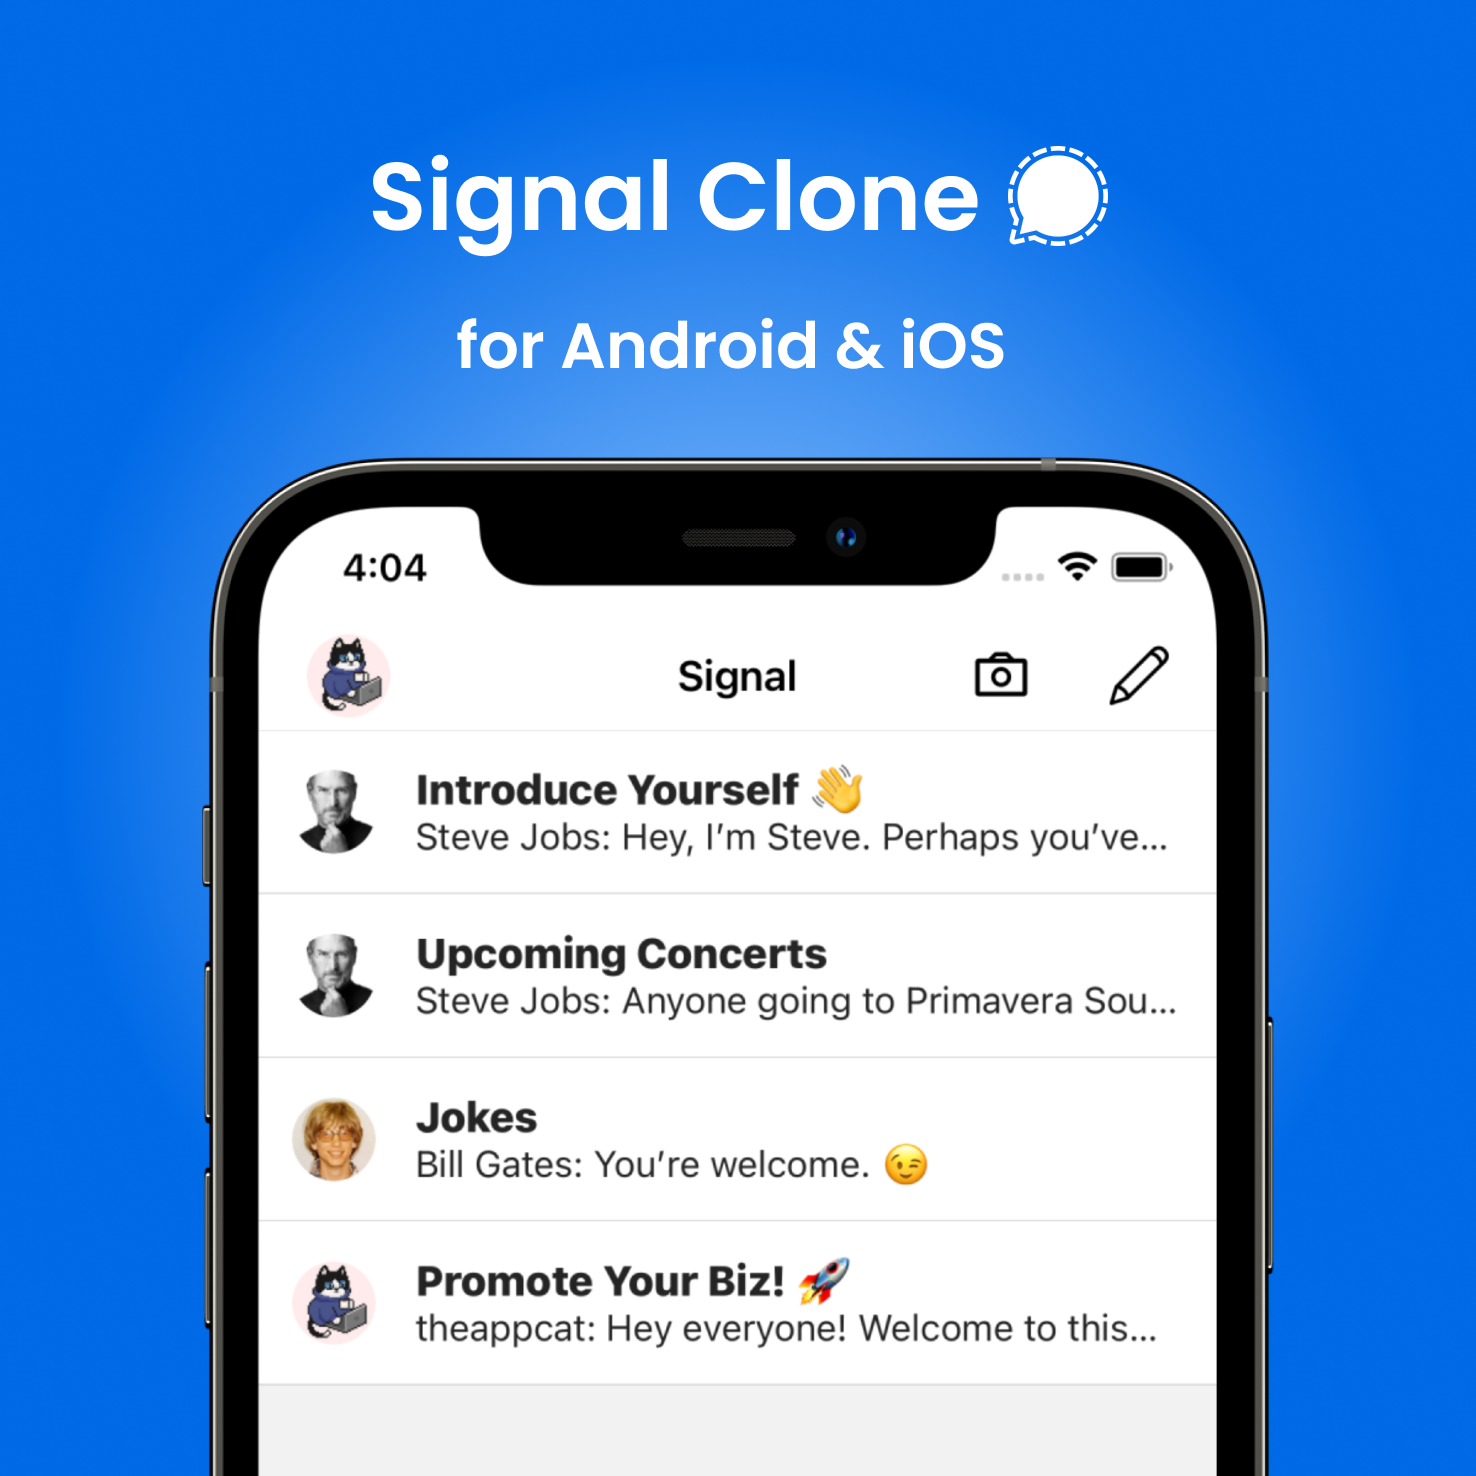 Signal Clone
for Android & iOS
4:04
Signal
Introduce Yourself 👋
Steve Jobs: Hey, I’m Steve. Perhaps you’ve...
Upcoming Concerts
Steve Jobs: Anyone going to Primavera Sou...
Jokes
Bill Gates: You’re welcome. 😉
Promote Your Biz! 🚀
theappcat: Hey everyone! Welcome to this...